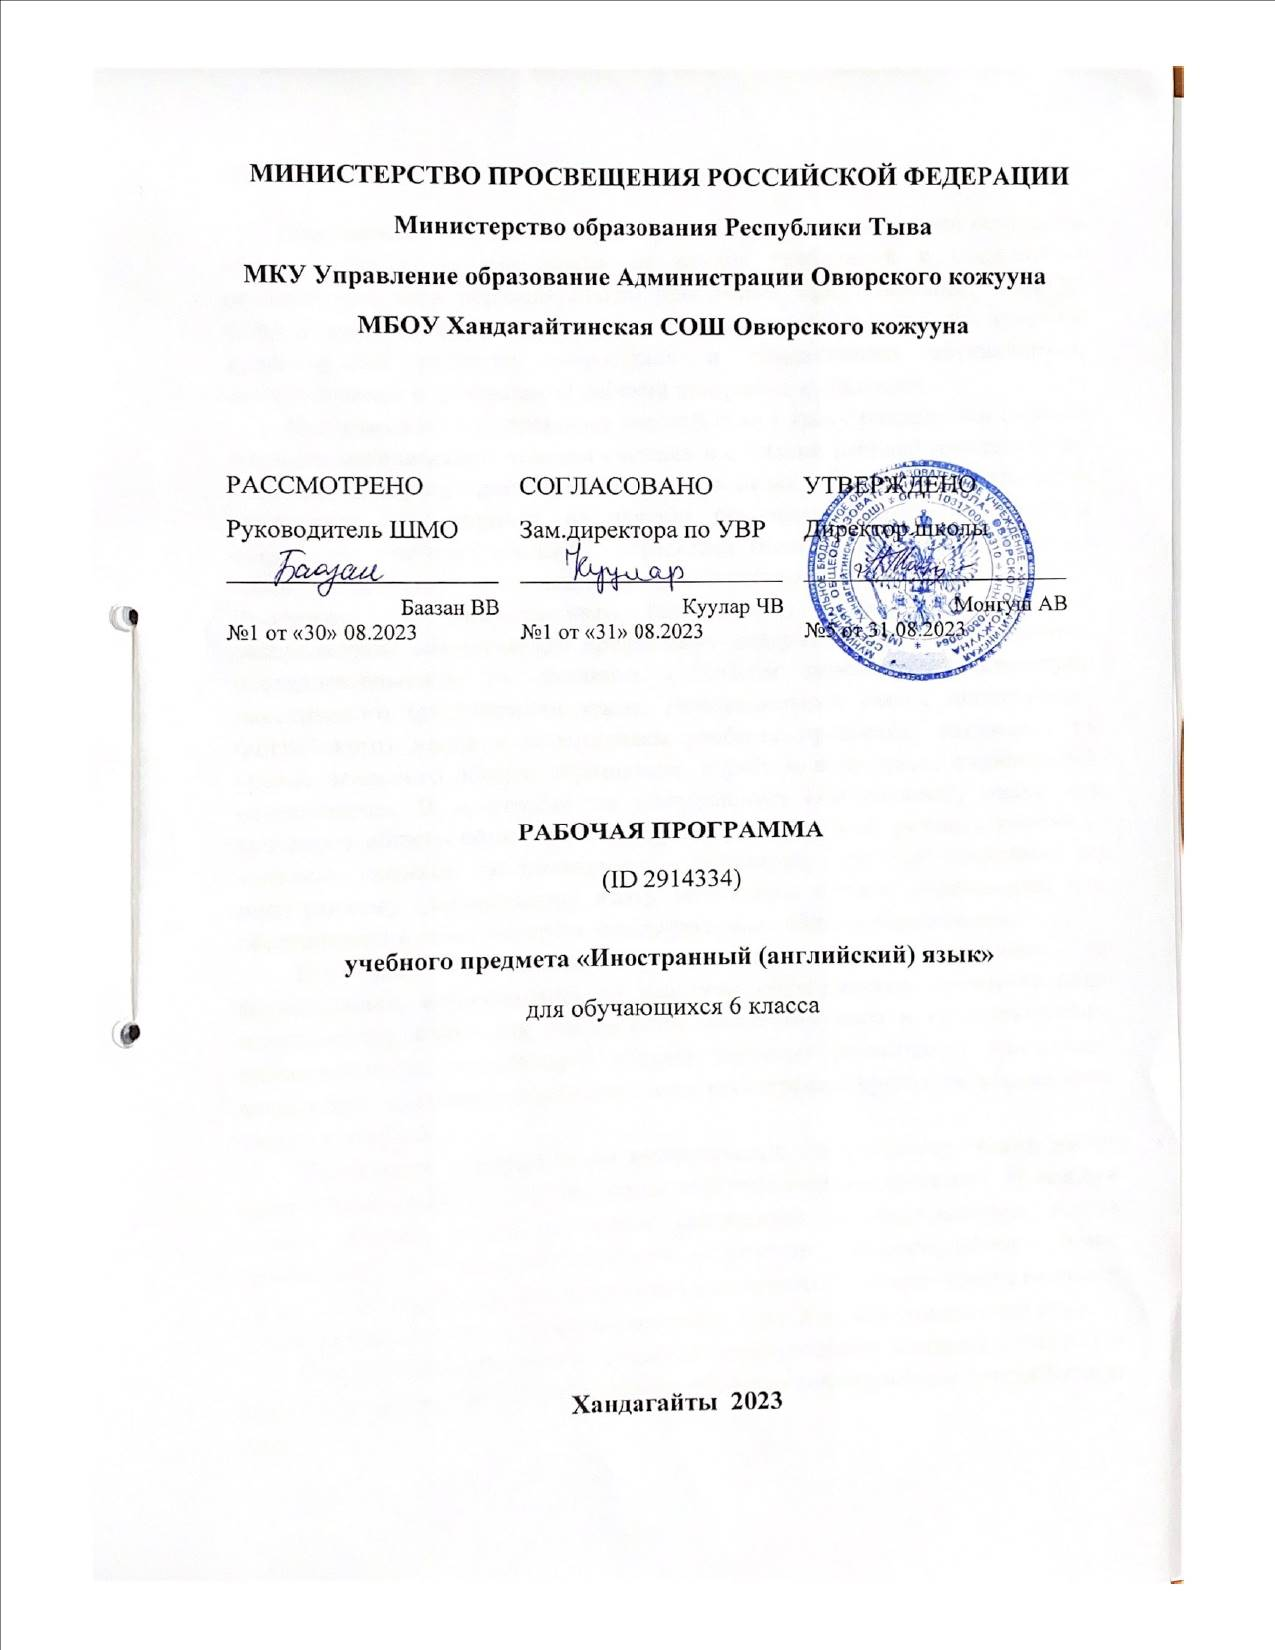 МИНИСТЕРСТВО ПРОСВЕЩЕНИЯ РОССИЙСКОЙ ФЕДЕРАЦИИ
Министерство образования Республики Тыва
МКУ Управление образование Администрации Овюрского кожууна
МБОУ Хандагайтинская СОШ Овюрского кожууна
РАССМОТРЕНО
Руководитель ШМО
Баазан
Баазан ВВ
№1 от «30» 08.2023
СОГЛАСОВАНО
Зам.директора по УВР
Куулар
Куулар ЧВ
№1 от «31» 08.2023
УТВЕРЖДЕНО
Директор школы
Монгуш АВ
№5 от 31.08.2023
РАБОЧАЯ ПРОГРАММА
(ID 2914334)
учебного предмета «Иностранный (английский) язык»
для обучающихся 6 класса
Хандагайты 2023